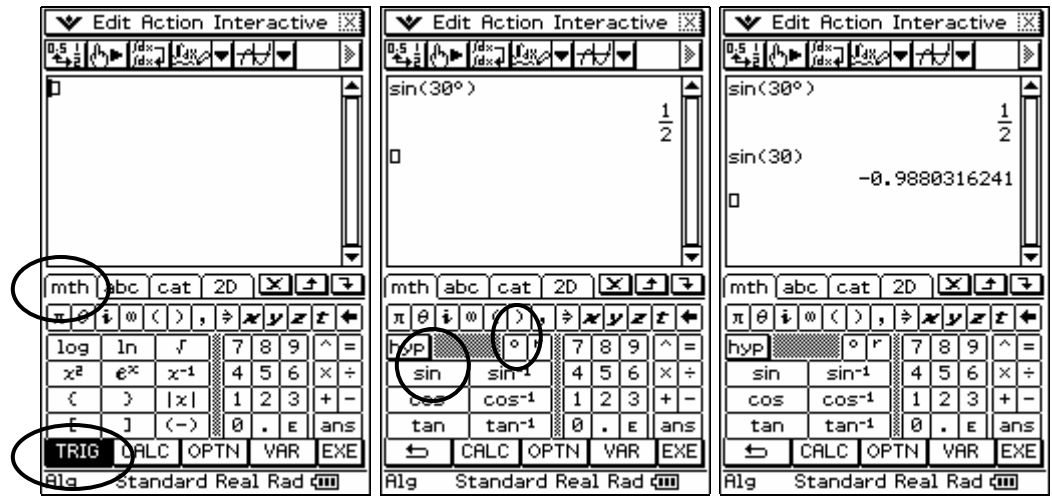 Edit Action Interactive
mth abc cat 2D
π θ i ∞ ( ) , ⇒ x y z t ←
log ln √ 7 8 9 ^ =
x² eˣ x⁻¹ 4 5 6 × ÷
{ } |x| 1 2 3 + -
[ ] (-) 0 . E ans
TRIG CALC OPTN VAR EXE
Alg Standard Real Rad
Edit Action Interactive
sin(30°)
1
2
mth abc cat 2D
π θ i ∞ ( ) , ⇒ x y z t ←
hyp ° r 7 8 9 ^ =
sin sin⁻¹ 4 5 6 × ÷
cos cos⁻¹ 1 2 3 + -
tan tan⁻¹ 0 . E ans
CALC OPTN VAR EXE
Alg Standard Real Rad
Edit Action Interactive
sin(30°)
1
2
sin(30)
-0.9880316241
mth abc cat 2D
π θ i ∞ ( ) , ⇒ x y z t ←
hyp ° r 7 8 9 ^ =
sin sin⁻¹ 4 5 6 × ÷
cos cos⁻¹ 1 2 3 + -
tan tan⁻¹ 0 . E ans
CALC OPTN VAR EXE
Alg Standard Real Rad